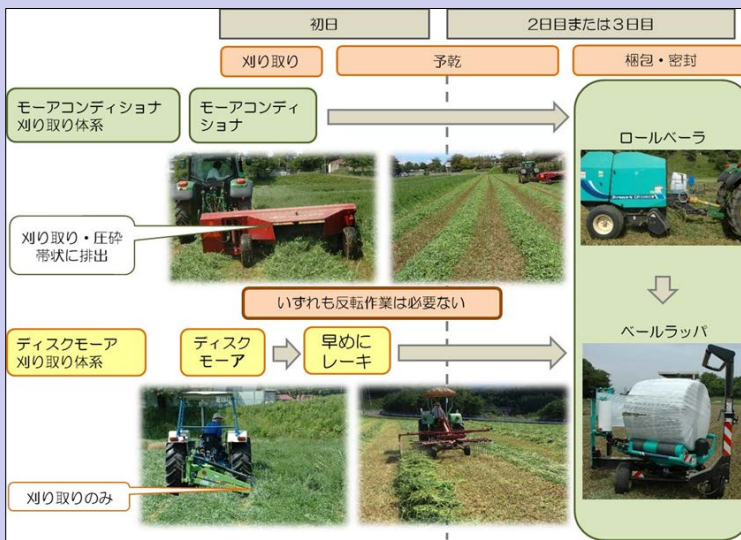 初日
2日目または3日目
刈り取り
予乾
梱包・密封
モーアコンディショナ
刈り取り体系
モーアコンディ
ショナ
ロールベーラ
刈り取り・圧砕
帯状に排出
いずれも反転作業は必要ない
ディスクモーア
刈り取り体系
ディスク
モーア
早めに
レーキ
ベールラッパ
刈り取りのみ